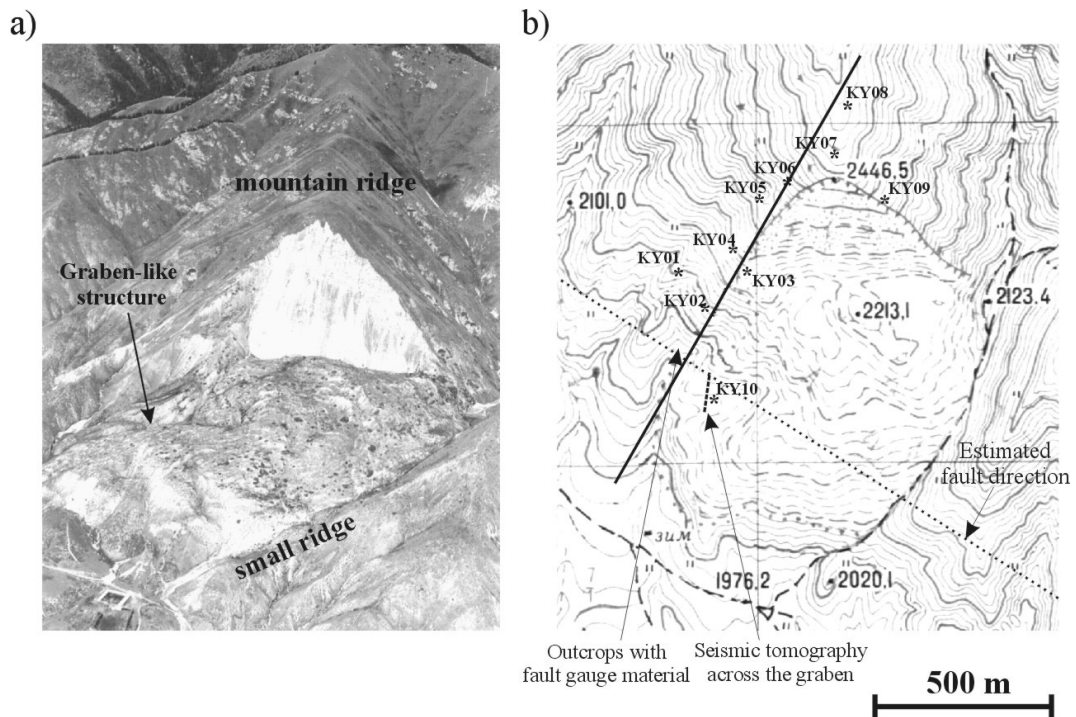 a)
mountain ridge
Graben-like
structure
small ridge
b)
KY08
KY07
2446,5
KY06
KY05
KY09
2101.0
KY04
KY01
KY03
2123.4
KY02
2213,1
KY10
Estimated
fault direction
зим
1976,2
2020,1
Outcrops with
fault gauge material
Seismic tomography
across the graben
500 m